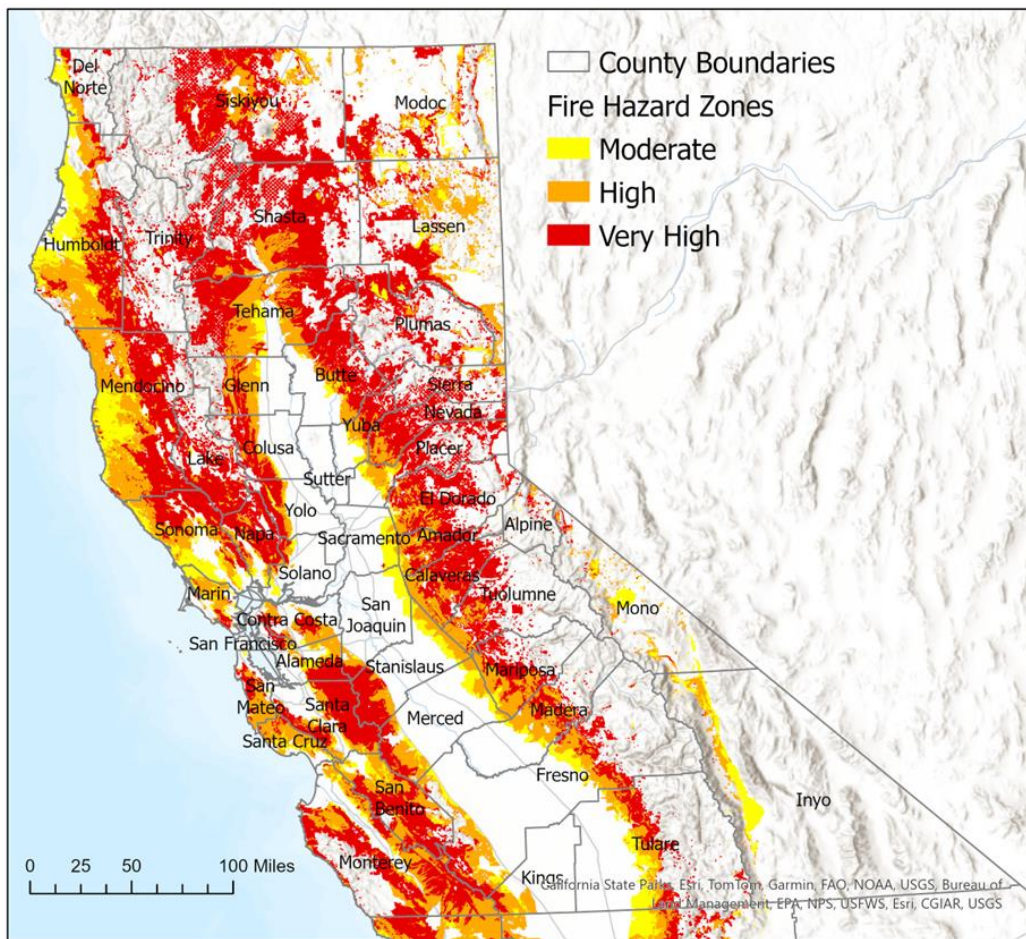 County Boundaries
Fire Hazard Zones
Moderate
High
Very High
Del
Norte
Siskiyou
Modoc
Shasta
Lassen
Humboldt
Trinity
Tehama
Plumas
Mendocino
Glenn
Butte
Sierra
Nevada
Yuba
Placer
Lake
Colusa
Sutter
El Dorado
Yolo
Alpine
Sonoma
Napa
Sacramento
Amador
Solano
Calaveras
Marin
Tuolumne
Mono
Contra Costa
San
Joaquin
San Francisco
Alameda
Stanislaus
Mariposa
San
Mateo
Santa
Clara
Merced
Madera
Santa Cruz
Fresno
Inyo
San
Benito
Tulare
Monterey
Kings
0 25 50 100 Miles
California State Parks, Esri, TomTom, Garmin, FAO, NOAA, USGS, Bureau of
Land Management, EPA, NPS, USFWS, Esri, CGIAR, USGS